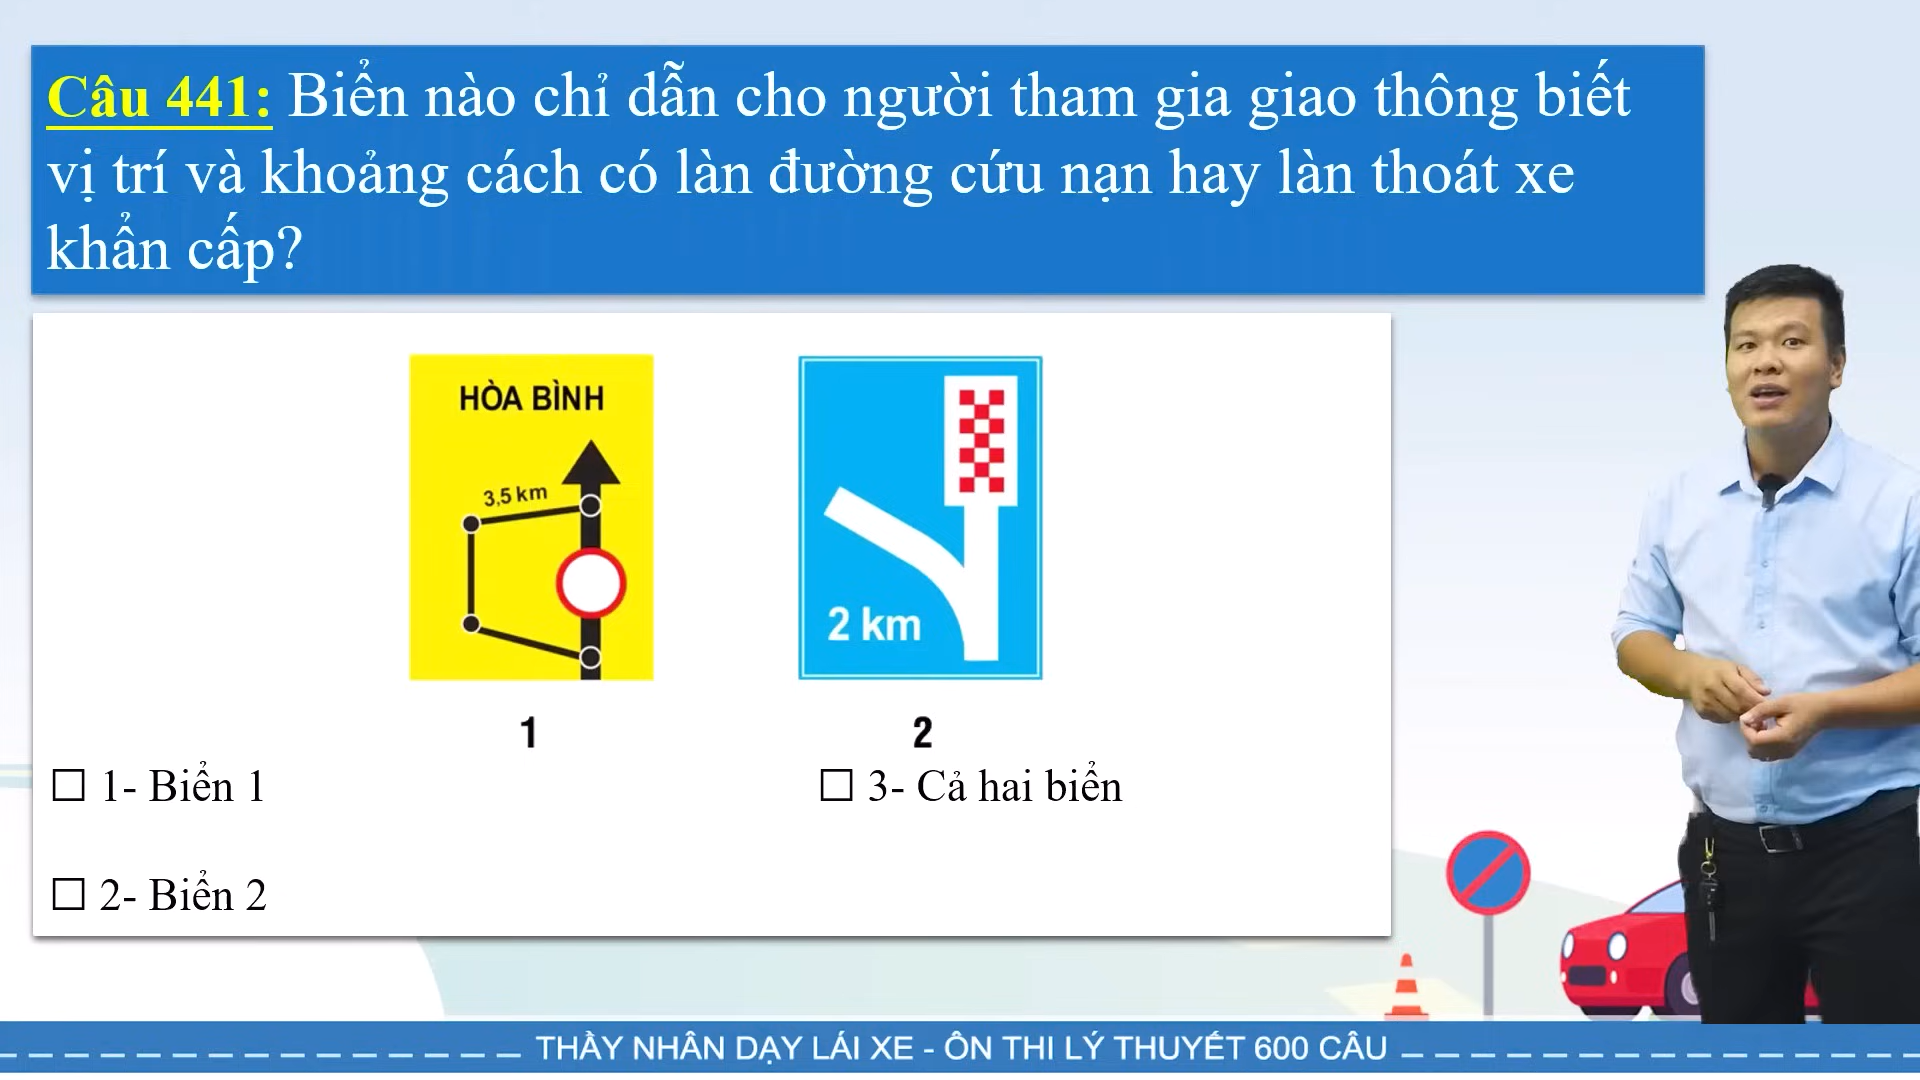 Câu 441: Biển nào chỉ dẫn cho người tham gia giao thông biết
vị trí và khoảng cách có làn đường cứu nạn hay làn thoát xe
khẩn cấp?
HÒA BÌNH
3,5 km
2 km
1
2
☐ 1- Biển 1
☐ 3- Cả hai biển
☐ 2- Biển 2
THẦY NHÂN DẠY LÁI XE - ÔN THI LÝ THUYẾT 600 CÂU